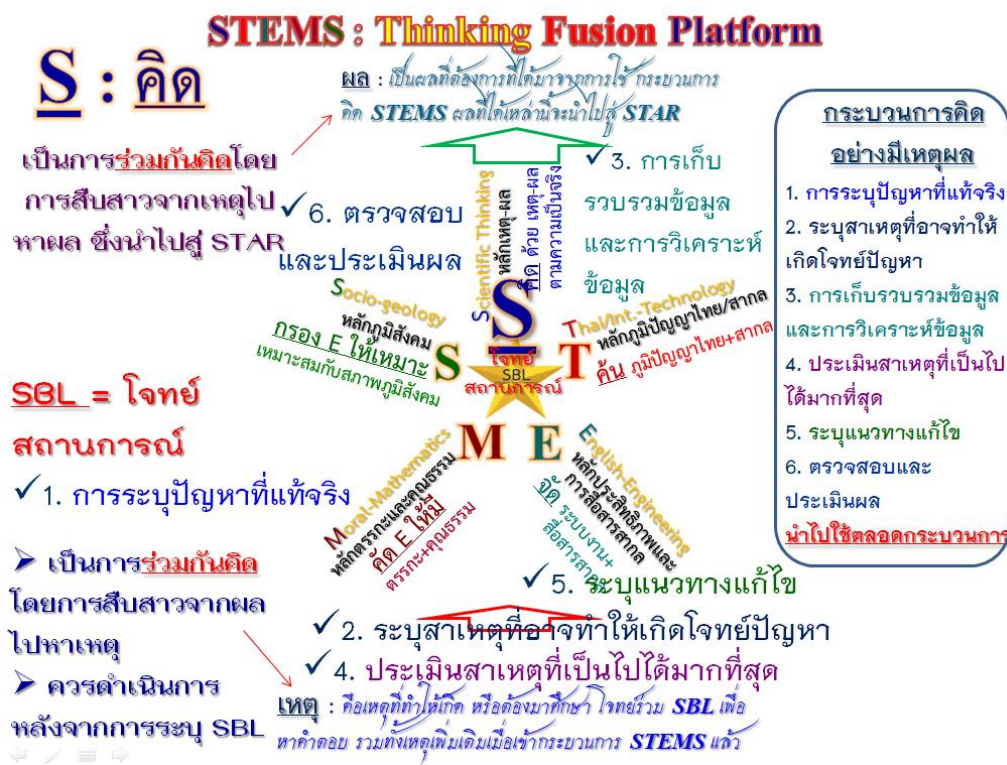 STEMS : Thinking Fusion Platform
S : คิด
ผล : เป็นผลที่ต้องการที่ได้มาจากการใช้ กระบวนการ
คิด STEMS ผลที่ได้เหล่านี้จะนำไปสู่ STAR
เป็นการร่วมกันคิดโดย
การสืบสาวจากเหตุไป
หาผล ซึ่งนำไปสู่ STAR
✓ 6. ตรวจสอบ
และประเมินผล
Scientific Thinking
หลักเหตุ-ผล
คิด ด้วย เหตุ-ผล
ตามความเป็นจริง
✓ 3. การเก็บ
รวบรวมข้อมูล
และการวิเคราะห์
ข้อมูล
Socio-geology
หลักภูมิสังคม
กรอง E ให้เหมาะ
เหมาะสมกับสภาพภูมิสังคม
S
S
T
M
E
โจทย์
SBL
สถานการณ์
Thai/Int.-Technology
หลักภูมิปัญญาไทย/สากล
ค้น ภูมิปัญญาไทย+สากล
SBL = โจทย์
สถานการณ์
✓ 1. การระบุปัญหาที่แท้จริง
Moral-Mathematics
หลักตรรกะและคุณธรรม
คัด E ให้มี
ตรรกะ+คุณธรรม
English-Engineering
หลักประสิทธิภาพและ
การสื่อสารสากล
จัด ระบบงาน+
สื่อสารสากล
✓ 5. ระบุแนวทางแก้ไข
✓ 2. ระบุสาเหตุที่อาจทำให้เกิดโจทย์ปัญหา
✓ 4. ประเมินสาเหตุที่เป็นไปได้มากที่สุด
➢ เป็นการร่วมกันคิด
โดยการสืบสาวจากผล
ไปหาเหตุ
➢ ควรดำเนินการ
หลังจากการระบุ SBL
เหตุ : คือเหตุที่ทำให้เกิด หรือต้องมาศึกษา โจทย์ร่วม SBL เพื่อ
หาคำตอบ รวมทั้งเหตุเพิ่มเติมเมื่อเข้ากระบวนการ STEMS แล้ว
กระบวนการคิด
อย่างมีเหตุผล
1. การระบุปัญหาที่แท้จริง
2. ระบุสาเหตุที่อาจทำให้
เกิดโจทย์ปัญหา
3. การเก็บรวบรวมข้อมูล
และการวิเคราะห์ข้อมูล
4. ประเมินสาเหตุที่เป็นไป
ได้มากที่สุด
5. ระบุแนวทางแก้ไข
6. ตรวจสอบและ
ประเมินผล
นำไปใช้ตลอดกระบวนการ